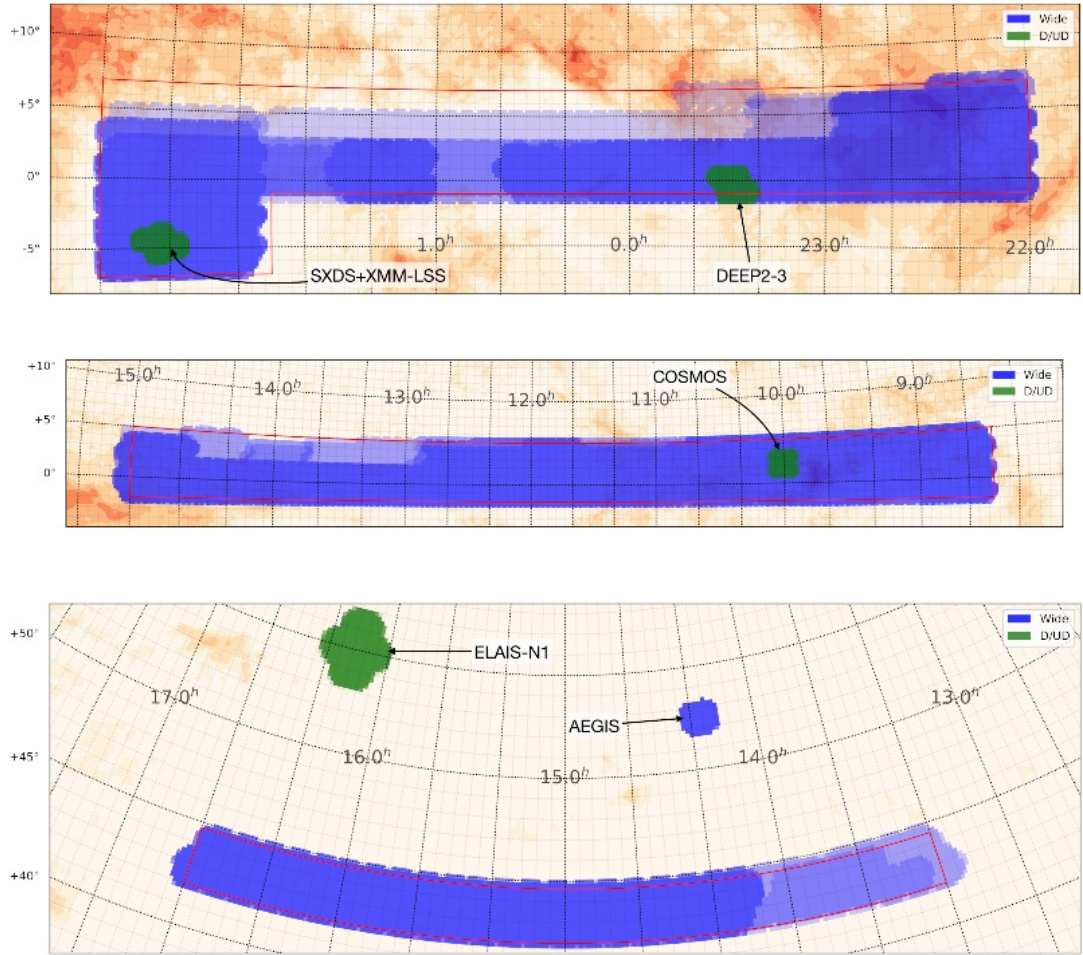 +10°
Wide
D/UD
+5°
0°
-5°
1.0h
0.0h
23.0h
22.0h
SXDS+XMM-LSS
DEEP2-3
+10°
15.0h
14.0h
13.0h
12.0h
11.0h
COSMOS
10.0h
9.0h
Wide
D/UD
+5°
0°
+50°
Wide
D/UD
ELAIS-N1
17.0h
13.0h
AEGIS
+45°
16.0h
15.0h
14.0h
+40°